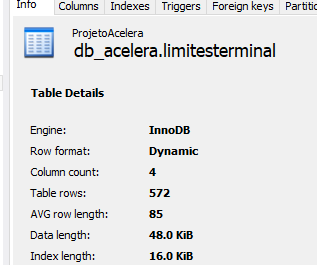 Info Columns Indexes Triggers Foreign keys Partitio
ProjetoAcelera
db_acelera.limitesterminal
Table Details
Engine: InnoDB
Row format: Dynamic
Column count: 4
Table rows: 572
AVG row length: 85
Data length: 48.0 KiB
Index length: 16.0 KiB